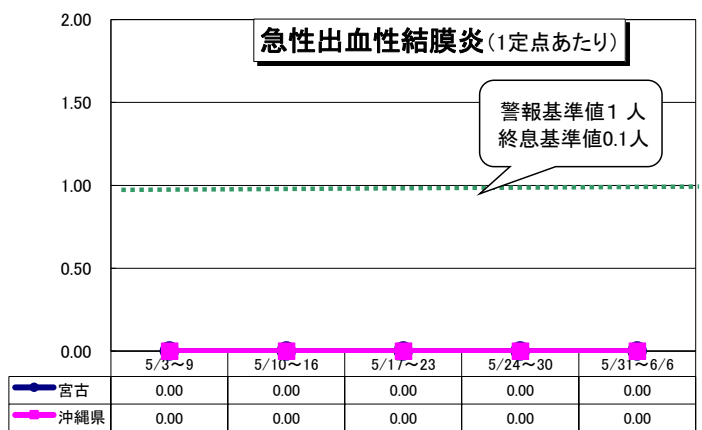 急性出血性結膜炎(1定点あたり)
警報基準値1 人
終息基準値0.1人
2.00
1.50
1.00
0.50
0.00
5/3～9 5/10～16 5/17～23 5/24～30 5/31～6/6
宮古 0.00 0.00 0.00 0.00 0.00
沖縄県 0.00 0.00 0.00 0.00 0.00